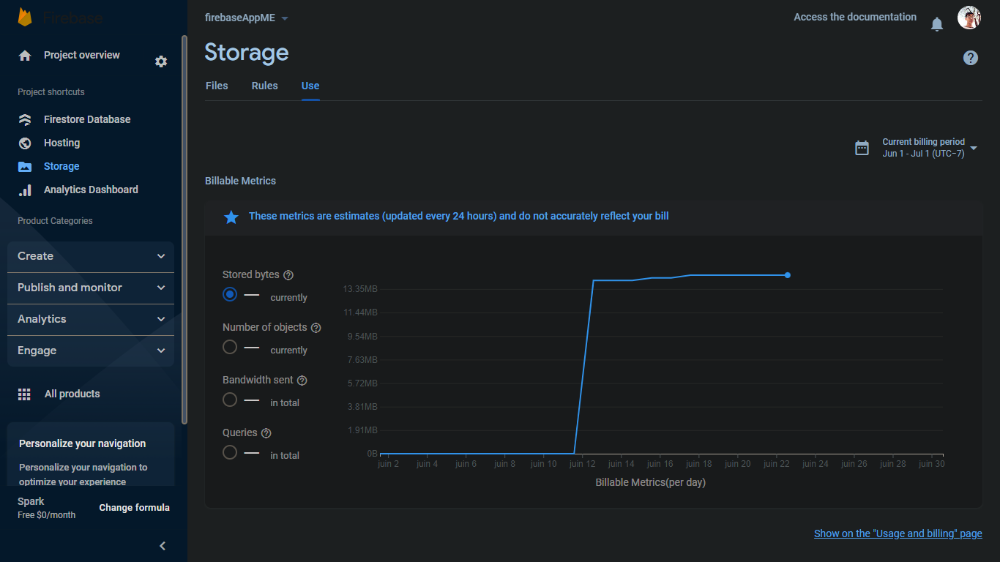 Firebase
firebaseAppME
Access the documentation
Project overview
Storage
Files
Rules
Use
Project shortcuts
Firestore Database
Hosting
Storage
Analytics Dashboard
Product Categories
Create
Publish and monitor
Analytics
Engage
All products
Personalize your navigation
Personalize your navigation to
optimize your experience
Spark
Free $0/month
Change formula
Current billing period
Jun 1 - Jul 1 (UTC-7)
Billable Metrics
These metrics are estimates (updated every 24 hours) and do not accurately reflect your bill
Stored bytes
currently
Number of objects
currently
Bandwidth sent
in total
Queries
in total
13.35MB
11.44MB
9.54MB
7.63MB
5.72MB
3.81MB
1.91MB
0B
juin 2 juin 4 juin 6 juin 8 juin 10 juin 12 juin 14 juin 16 juin 18 juin 20 juin 22 juin 24 juin 26 juin 28 juin 30
Billable Metrics(per day)
Show on the "Usage and billing" page